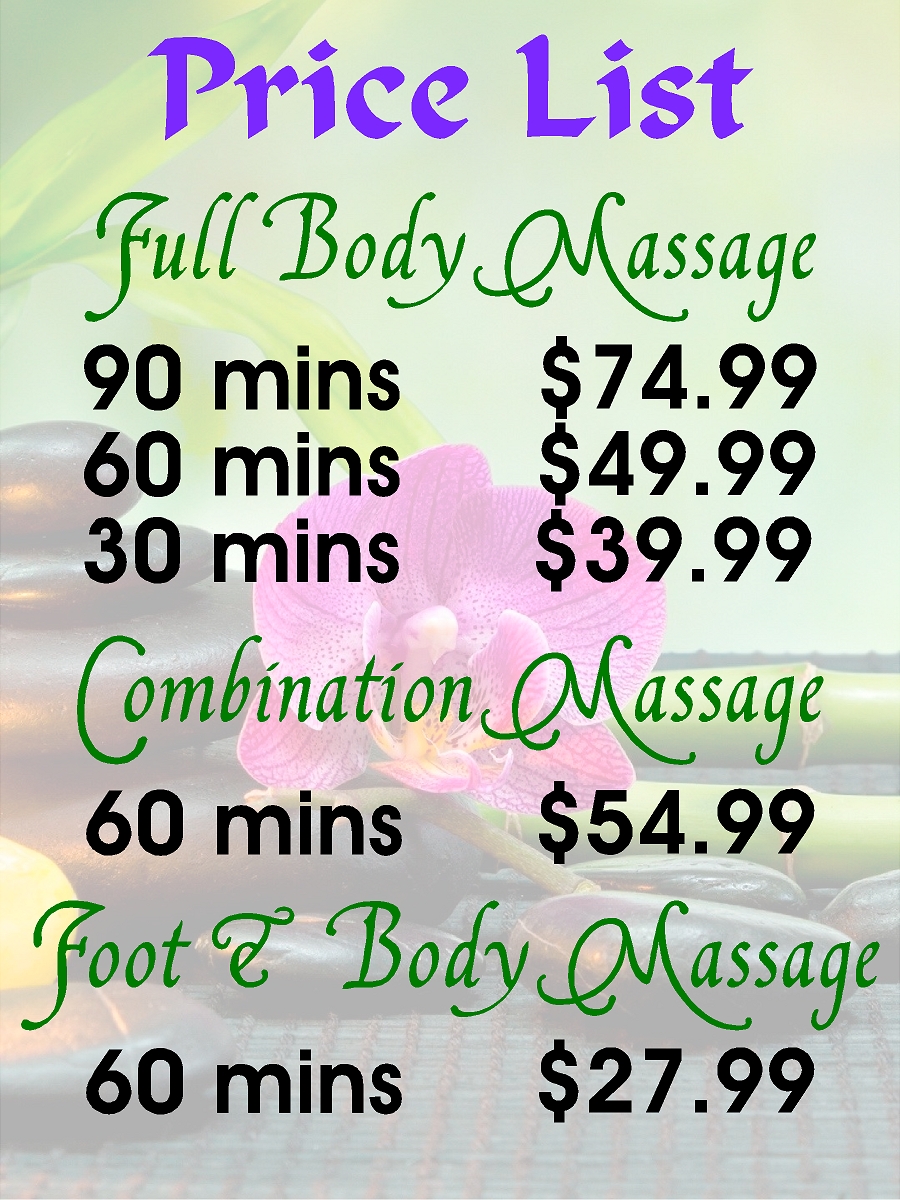 Price List
Full Body Massage
90 mins $74.99
60 mins $49.99
30 mins $39.99
Combination Massage
60 mins $54.99
Foot & Body Massage
60 mins $27.99